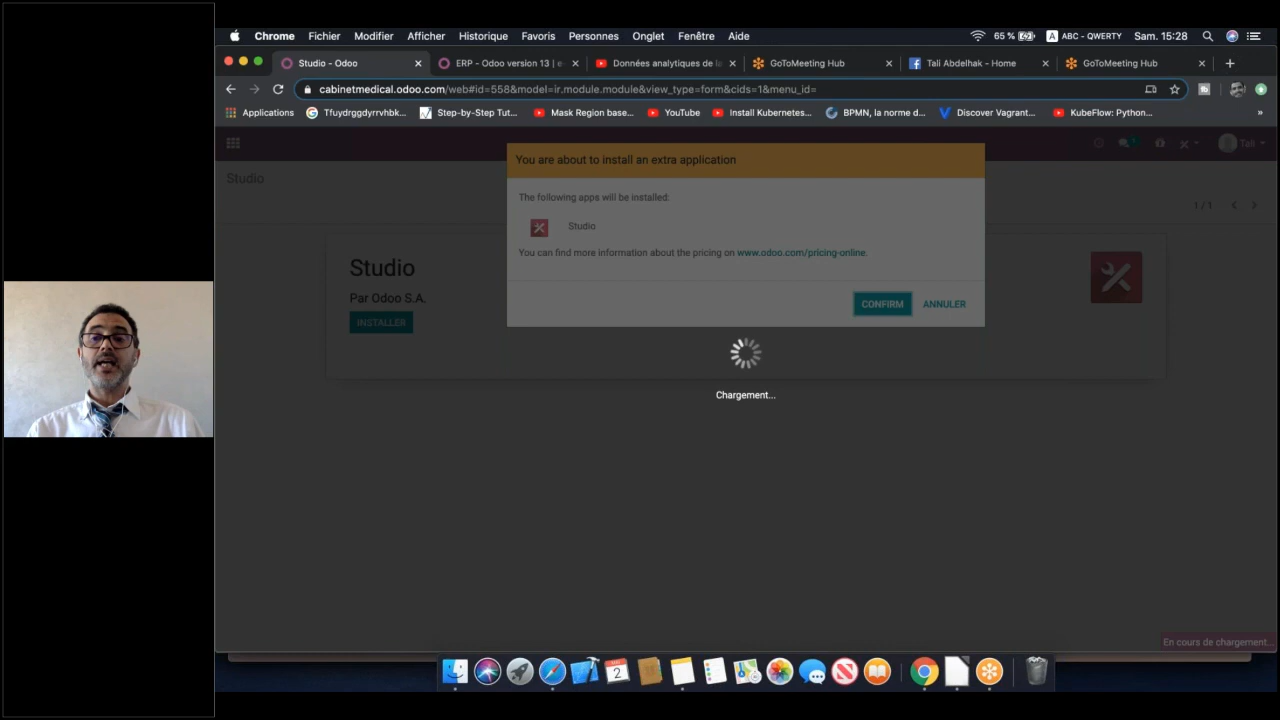 Chrome Fichier Modifier Afficher Historique Favoris Personnes Onglet Fenêtre Aide 65 % A ABC - QWERTY Sam. 15:28
Studio - Odoo ERP - Odoo version 13 | e Données analytiques de la GoToMeeting Hub Tali Abdelhak - Home GoToMeeting Hub
cabinetmedical.odoo.com/web#id=558&model=ir.module.module&view_type=form&cids=1&menu_id=
Applications Tfuydrggdyrrvhbk... Step-by-Step Tut... Mask Region base... YouTube Install Kubernetes... BPMN, la norme d... Discover Vagrant... KubeFlow: Python... »
Tali
You are about to install an extra application
Studio
1 / 1
The following apps will be installed:
Studio
You can find more information about the pricing on www.odoo.com/pricing-online.
CONFIRM ANNULER
Studio
Par Odoo S.A.
INSTALLER
Chargement...
En cours de chargement...
2